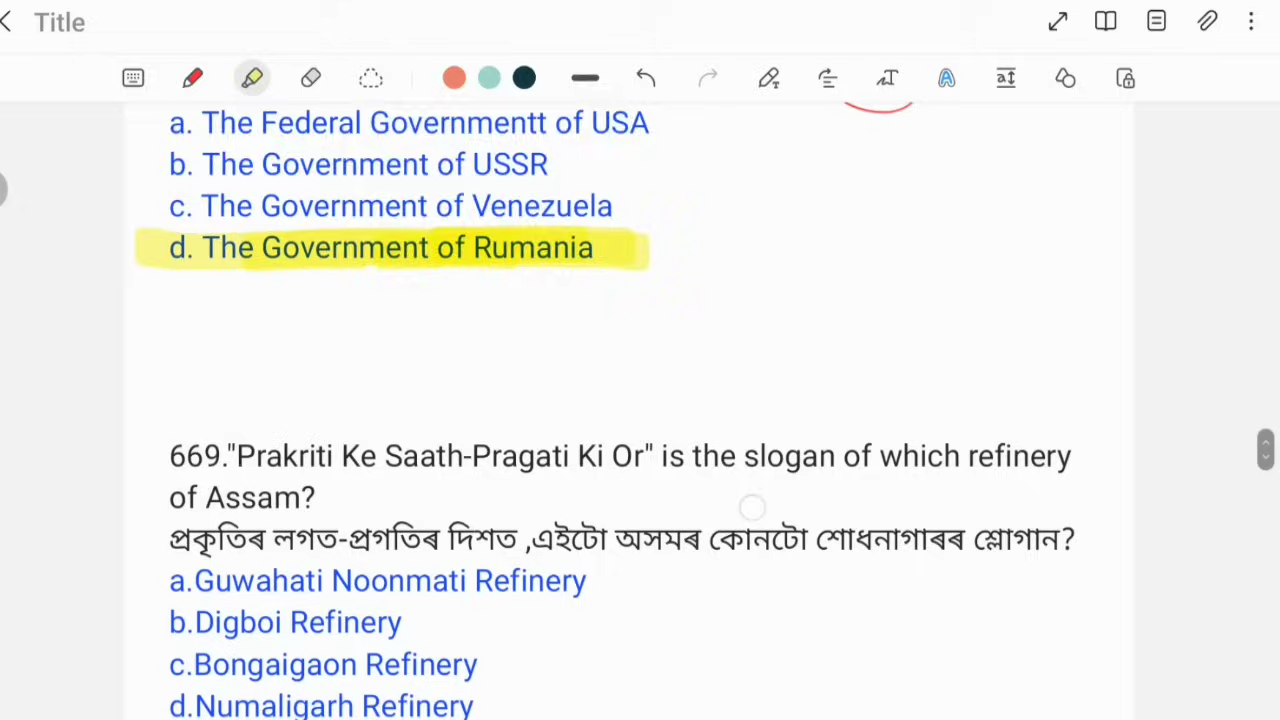 Title
a. The Federal Governmentt of USA
b. The Government of USSR
c. The Government of Venezuela
d. The Government of Rumania
669."Prakriti Ke Saath-Pragati Ki Or" is the slogan of which refinery
of Assam?
প্ৰকৃতিৰ লগত-প্ৰগতিৰ দিশত ,এইটো অসমৰ কোনটো শোধনাগাৰৰ শ্লোগান?
a.Guwahati Noonmati Refinery
b.Digboi Refinery
c.Bongaigaon Refinery
d.Numaligarh Refinery